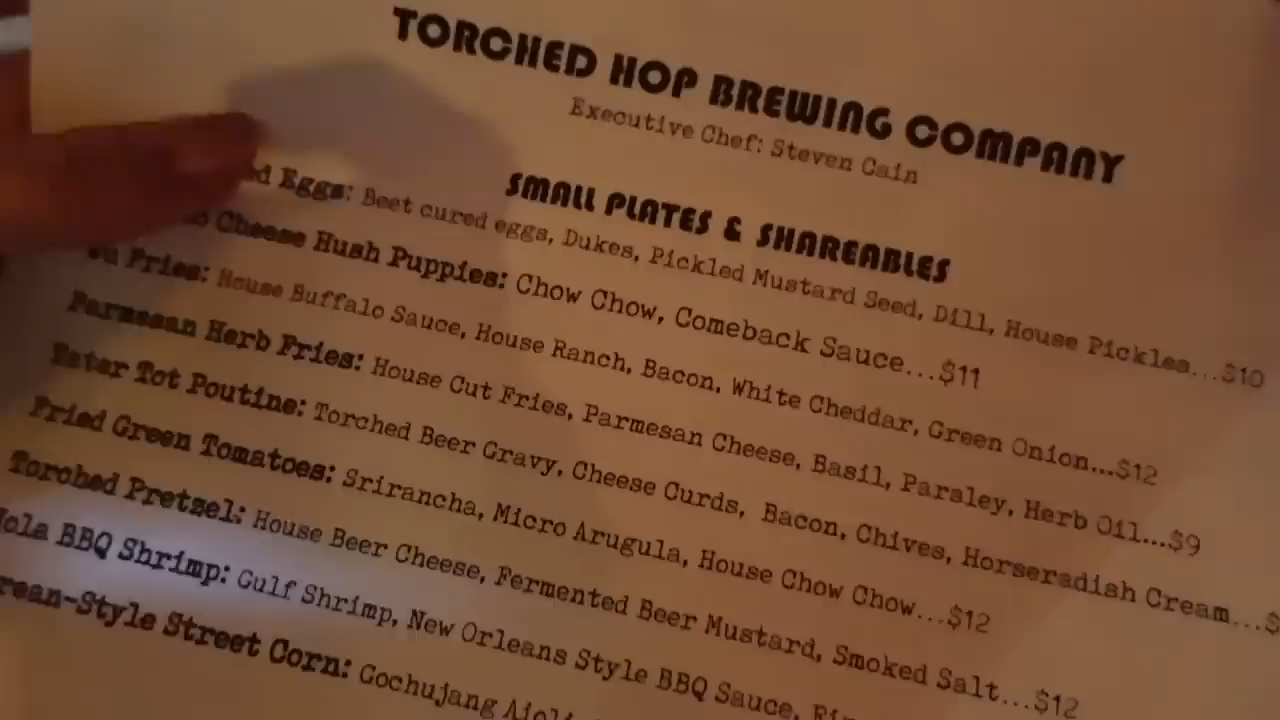 TORCHED HOP BREWING COMPANY
Executive Chef: Steven Cain
SMALL PLATES & SHAREABLES
Eggs: Beet cured eggs, Dukes, Pickled Mustard Seed, Dill, House Pickles...$10
Cheese Hush Puppies: Chow Chow, Comeback Sauce...$11
Fries: House Buffalo Sauce, House Ranch, Bacon, White Cheddar, Green Onion...$12
Parmesan Herb Fries: House Cut Fries, Parmesan Cheese, Basil, Parsley, Herb Oil...$9
Tater Tot Poutine: Torched Beer Gravy, Cheese Curds, Bacon, Chives, Horseradish Cream...$
Fried Green Tomatoes: Srirancha, Micro Arugula, House Chow Chow...$12
Torched Pretzel: House Beer Cheese, Fermented Beer Mustard, Smoked Salt...$12
Nola BBQ Shrimp: Gulf Shrimp, New Orleans Style BBQ Sauce,
rean-Style Street Corn: Gochujang Aioli